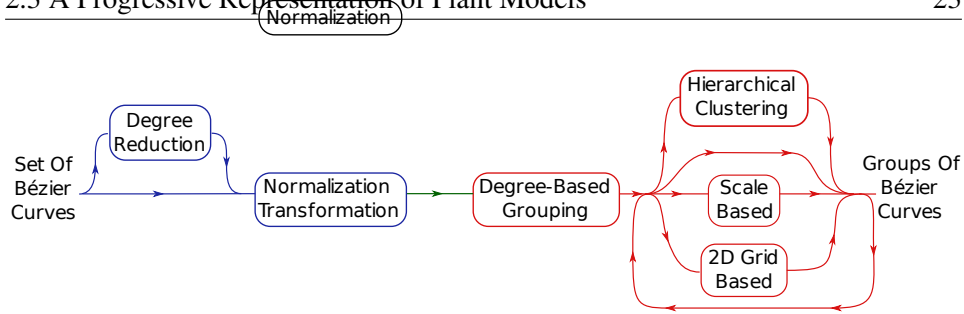 2.5 A Progressive Representation of Plant Models 25
Normalization
Hierarchical
Clustering
Degree
Reduction
Set Of
Bézier
Curves
Normalization
Transformation
Degree-Based
Grouping
Scale
Based
2D Grid
Based
Groups Of
Bézier
Curves